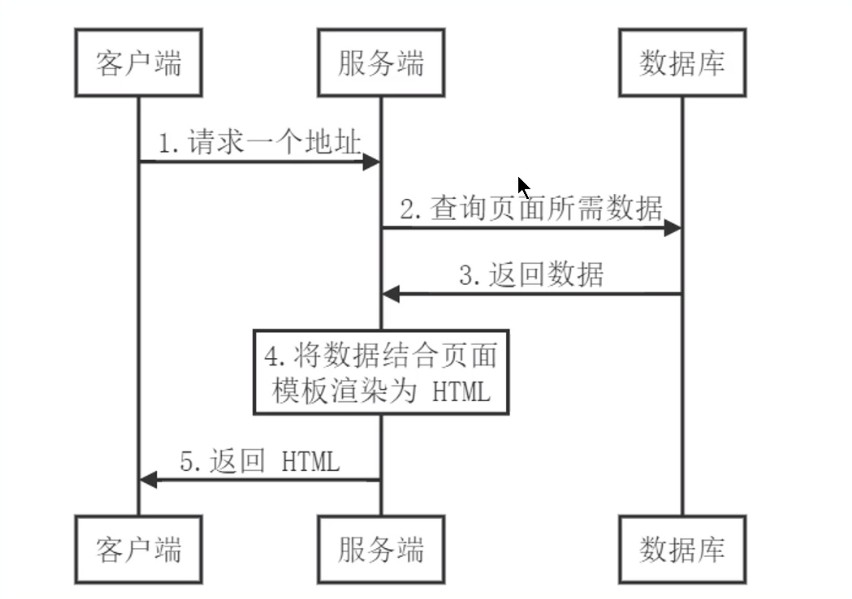 客户端
服务端
数据库
1.请求一个地址
2.查询页面所需数据
3.返回数据
4.将数据结合页面
模板渲染为 HTML
5.返回 HTML
客户端
服务端
数据库